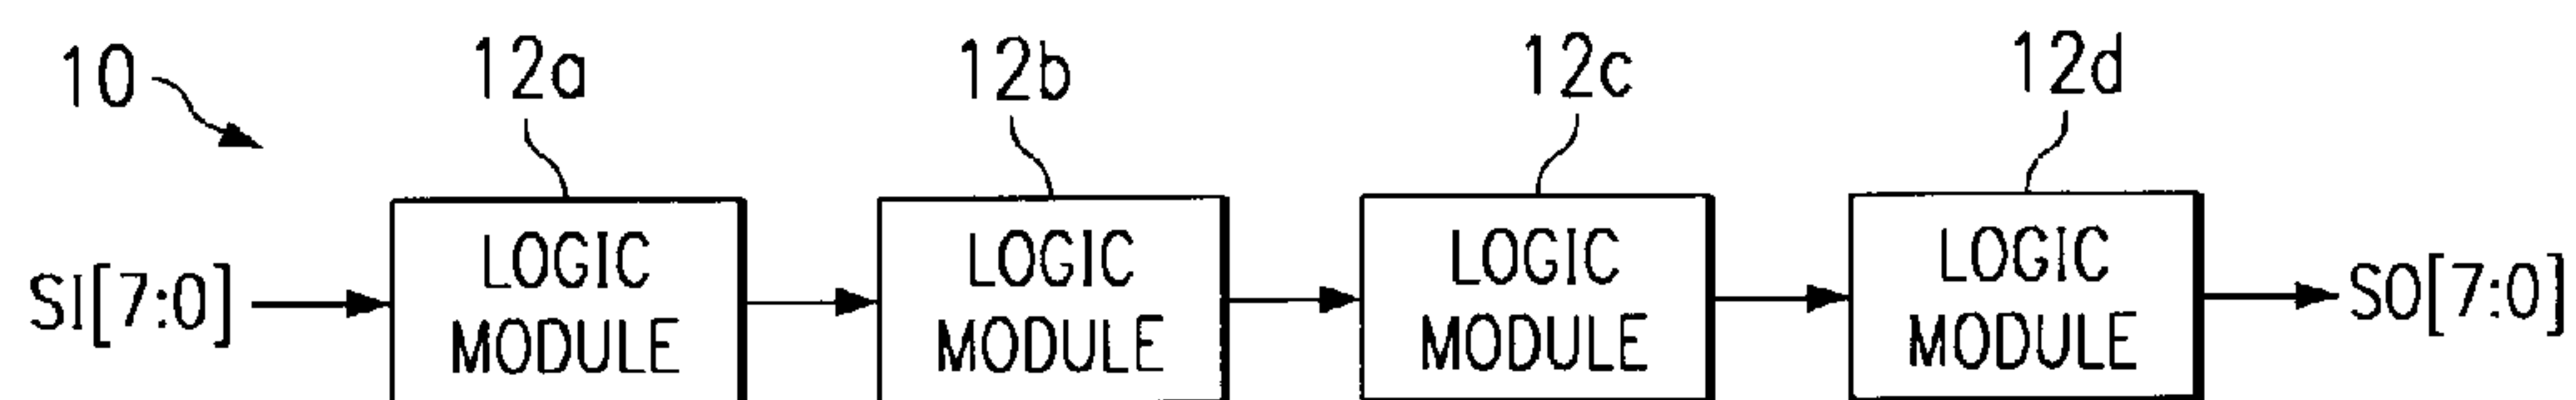 10
12a
12b
12c
12d
SI[7:0]
LOGIC
MODULE
LOGIC
MODULE
LOGIC
MODULE
LOGIC
MODULE
SO[7:0]